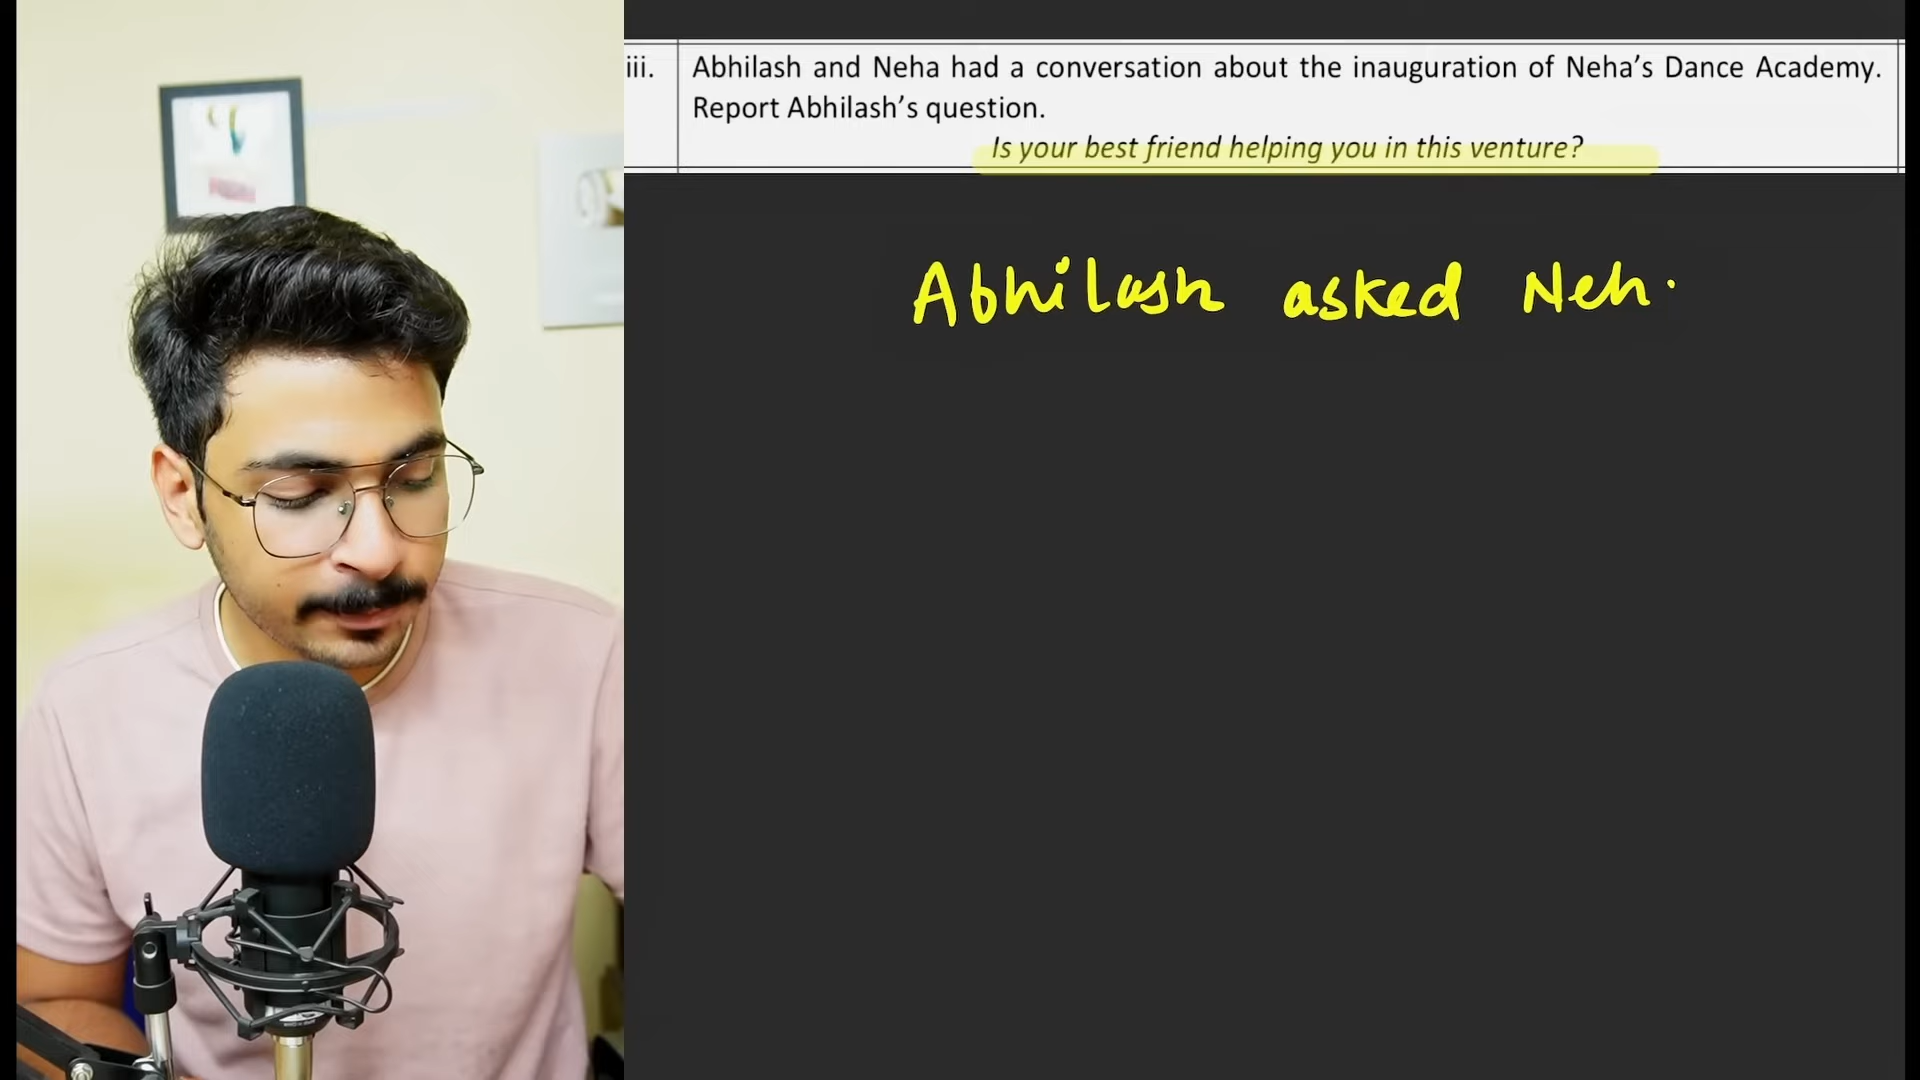 iii. Abhilash and Neha had a conversation about the inauguration of Neha’s Dance Academy.
Report Abhilash’s question.
Is your best friend helping you in this venture?
Abhilash asked Neh